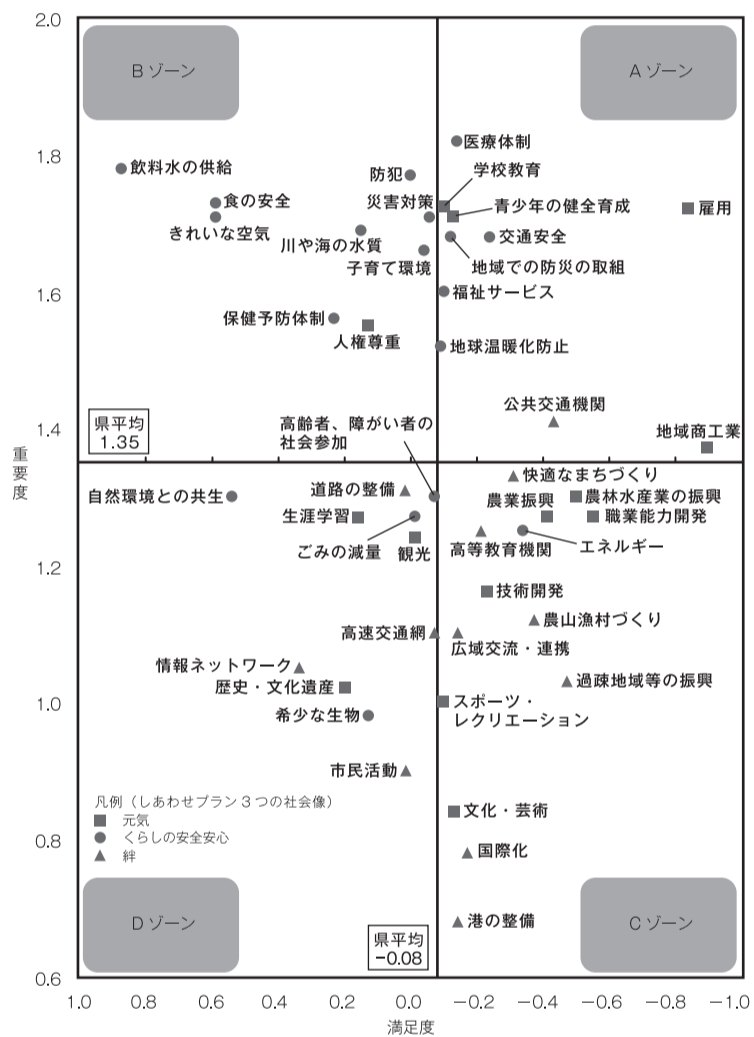 2.0
Bゾーン
Aゾーン
1.8
医療体制
飲料水の供給
防犯
学校教育
食の安全
災害対策
青少年の健全育成
雇用
きれいな空気
川や海の水質
交通安全
子育て環境
地域での防災の取組
1.6
福祉サービス
保健予防体制
人権尊重
地球温暖化防止
公共交通機関
1.4
県平均
1.35
高齢者、障がい者の
社会参加
地域商工業
重要度
快適なまちづくり
自然環境との共生
道路の整備
農業振興
農林水産業の振興
生涯学習
職業能力開発
ごみの減量
観光
高等教育機関
エネルギー
1.2
技術開発
農山漁村づくり
高速交通網
広域交流・連携
情報ネットワーク
過疎地域等の振興
歴史・文化遺産
1.0
希少な生物
スポーツ・
レクリエーション
市民活動
凡例（しあわせプラン３つの社会像）
元気
くらしの安全安心
絆
文化・芸術
0.8
国際化
Dゾーン
県平均
−0.08
港の整備
Cゾーン
0.6
1.0 0.8 0.6 0.4 0.2 0.0 −0.2 −0.4 −0.6 −0.8 −1.0
満足度